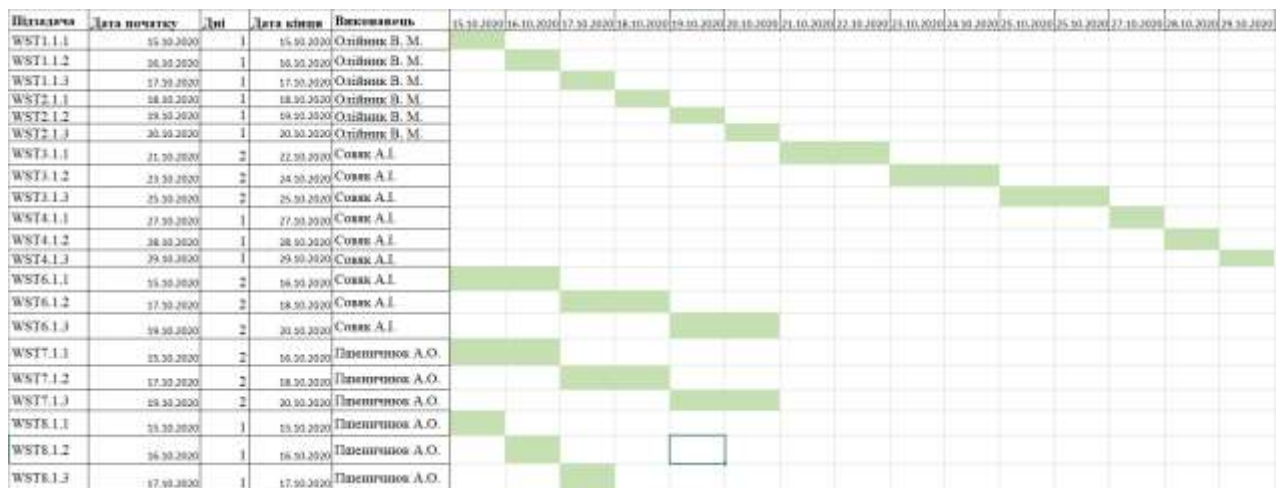 Підзадача Дата початку Дні Дата кінця Виконавець 15.10.2020 16.10.2020 17.10.2020 18.10.2020 19.10.2020 20.10.2020 21.10.2020 22.10.2020 23.10.2020 24.10.2020 25.10.2020 25.10.2020 27.10.2020 28.10.2020 29.10.2020
WST1.1.1 15.10.2020 1 15.10.2020 Олійник В. М.
WST1.1.2 16.10.2020 1 16.10.2020 Олійник В. М.
WST1.1.3 17.10.2020 1 17.10.2020 Олійник В. М.
WST2.1.1 18.10.2020 1 18.10.2020 Олійник В. М.
WST2.1.2 19.10.2020 1 19.10.2020 Олійник В. М.
WST2.1.3 20.10.2020 1 20.10.2020 Олійник В. М.
WST3.1.1 21.10.2020 2 22.10.2020 Совяк А.І.
WST3.1.2 23.10.2020 2 24.10.2020 Совяк А.І.
WST3.1.3 25.10.2020 2 25.10.2020 Совяк А.І.
WST4.1.1 27.10.2020 1 27.10.2020 Совяк А.І.
WST4.1.2 28.10.2020 1 28.10.2020 Совяк А.І.
WST4.1.3 29.10.2020 1 29.10.2020 Совяк А.І.
WST6.1.1 15.10.2020 2 16.10.2020 Совяк А.І.
WST6.1.2 17.10.2020 2 18.10.2020 Совяк А.І.
WST6.1.3 19.10.2020 2 20.10.2020 Совяк А.І.
WST7.1.1 15.10.2020 2 16.10.2020 Пшеничнюк А.О.
WST7.1.2 17.10.2020 2 18.10.2020 Пшеничнюк А.О.
WST7.1.3 19.10.2020 2 20.10.2020 Пшеничнюк А.О.
WST8.1.1 15.10.2020 1 15.10.2020 Пшеничнюк А.О.
WST8.1.2 16.10.2020 1 16.10.2020 Пшеничнюк А.О.
WST8.1.3 17.10.2020 1 17.10.2020 Пшеничнюк А.О.